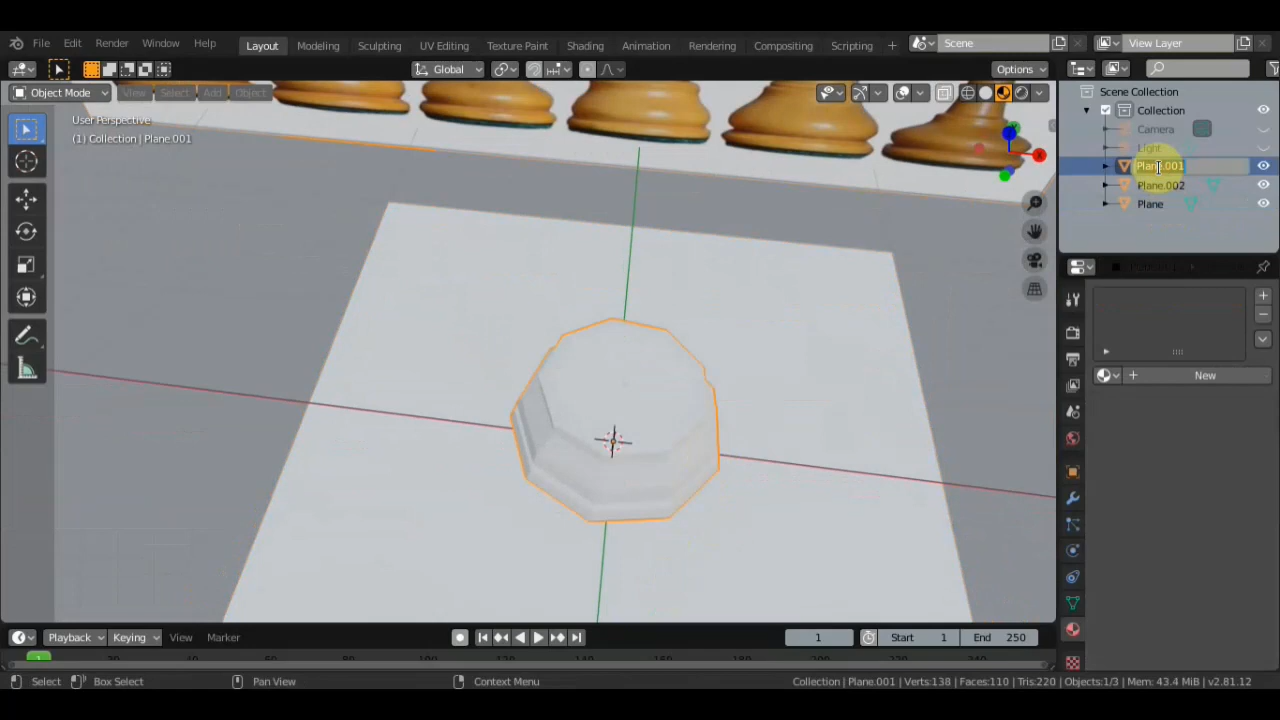 File Edit Render Window Help Layout Modeling Sculpting UV Editing Texture Paint Shading Animation Rendering Compositing Scripting Scene View Layer
Global Options
Object Mode View Select Add Object
Scene Collection
User Perspective
(1) Collection | Plane.001
Collection
Camera
Light
Plane.001
Plane.002
Plane
New
Playback Keying View Marker 1 Start 1 End 250
1
Select Box Select Pan View Context Menu Collection | Plane.001 | Verts:138 | Faces:110 | Tris:220 | Objects:1/3 | Mem: 43.4 MiB | v2.81.12